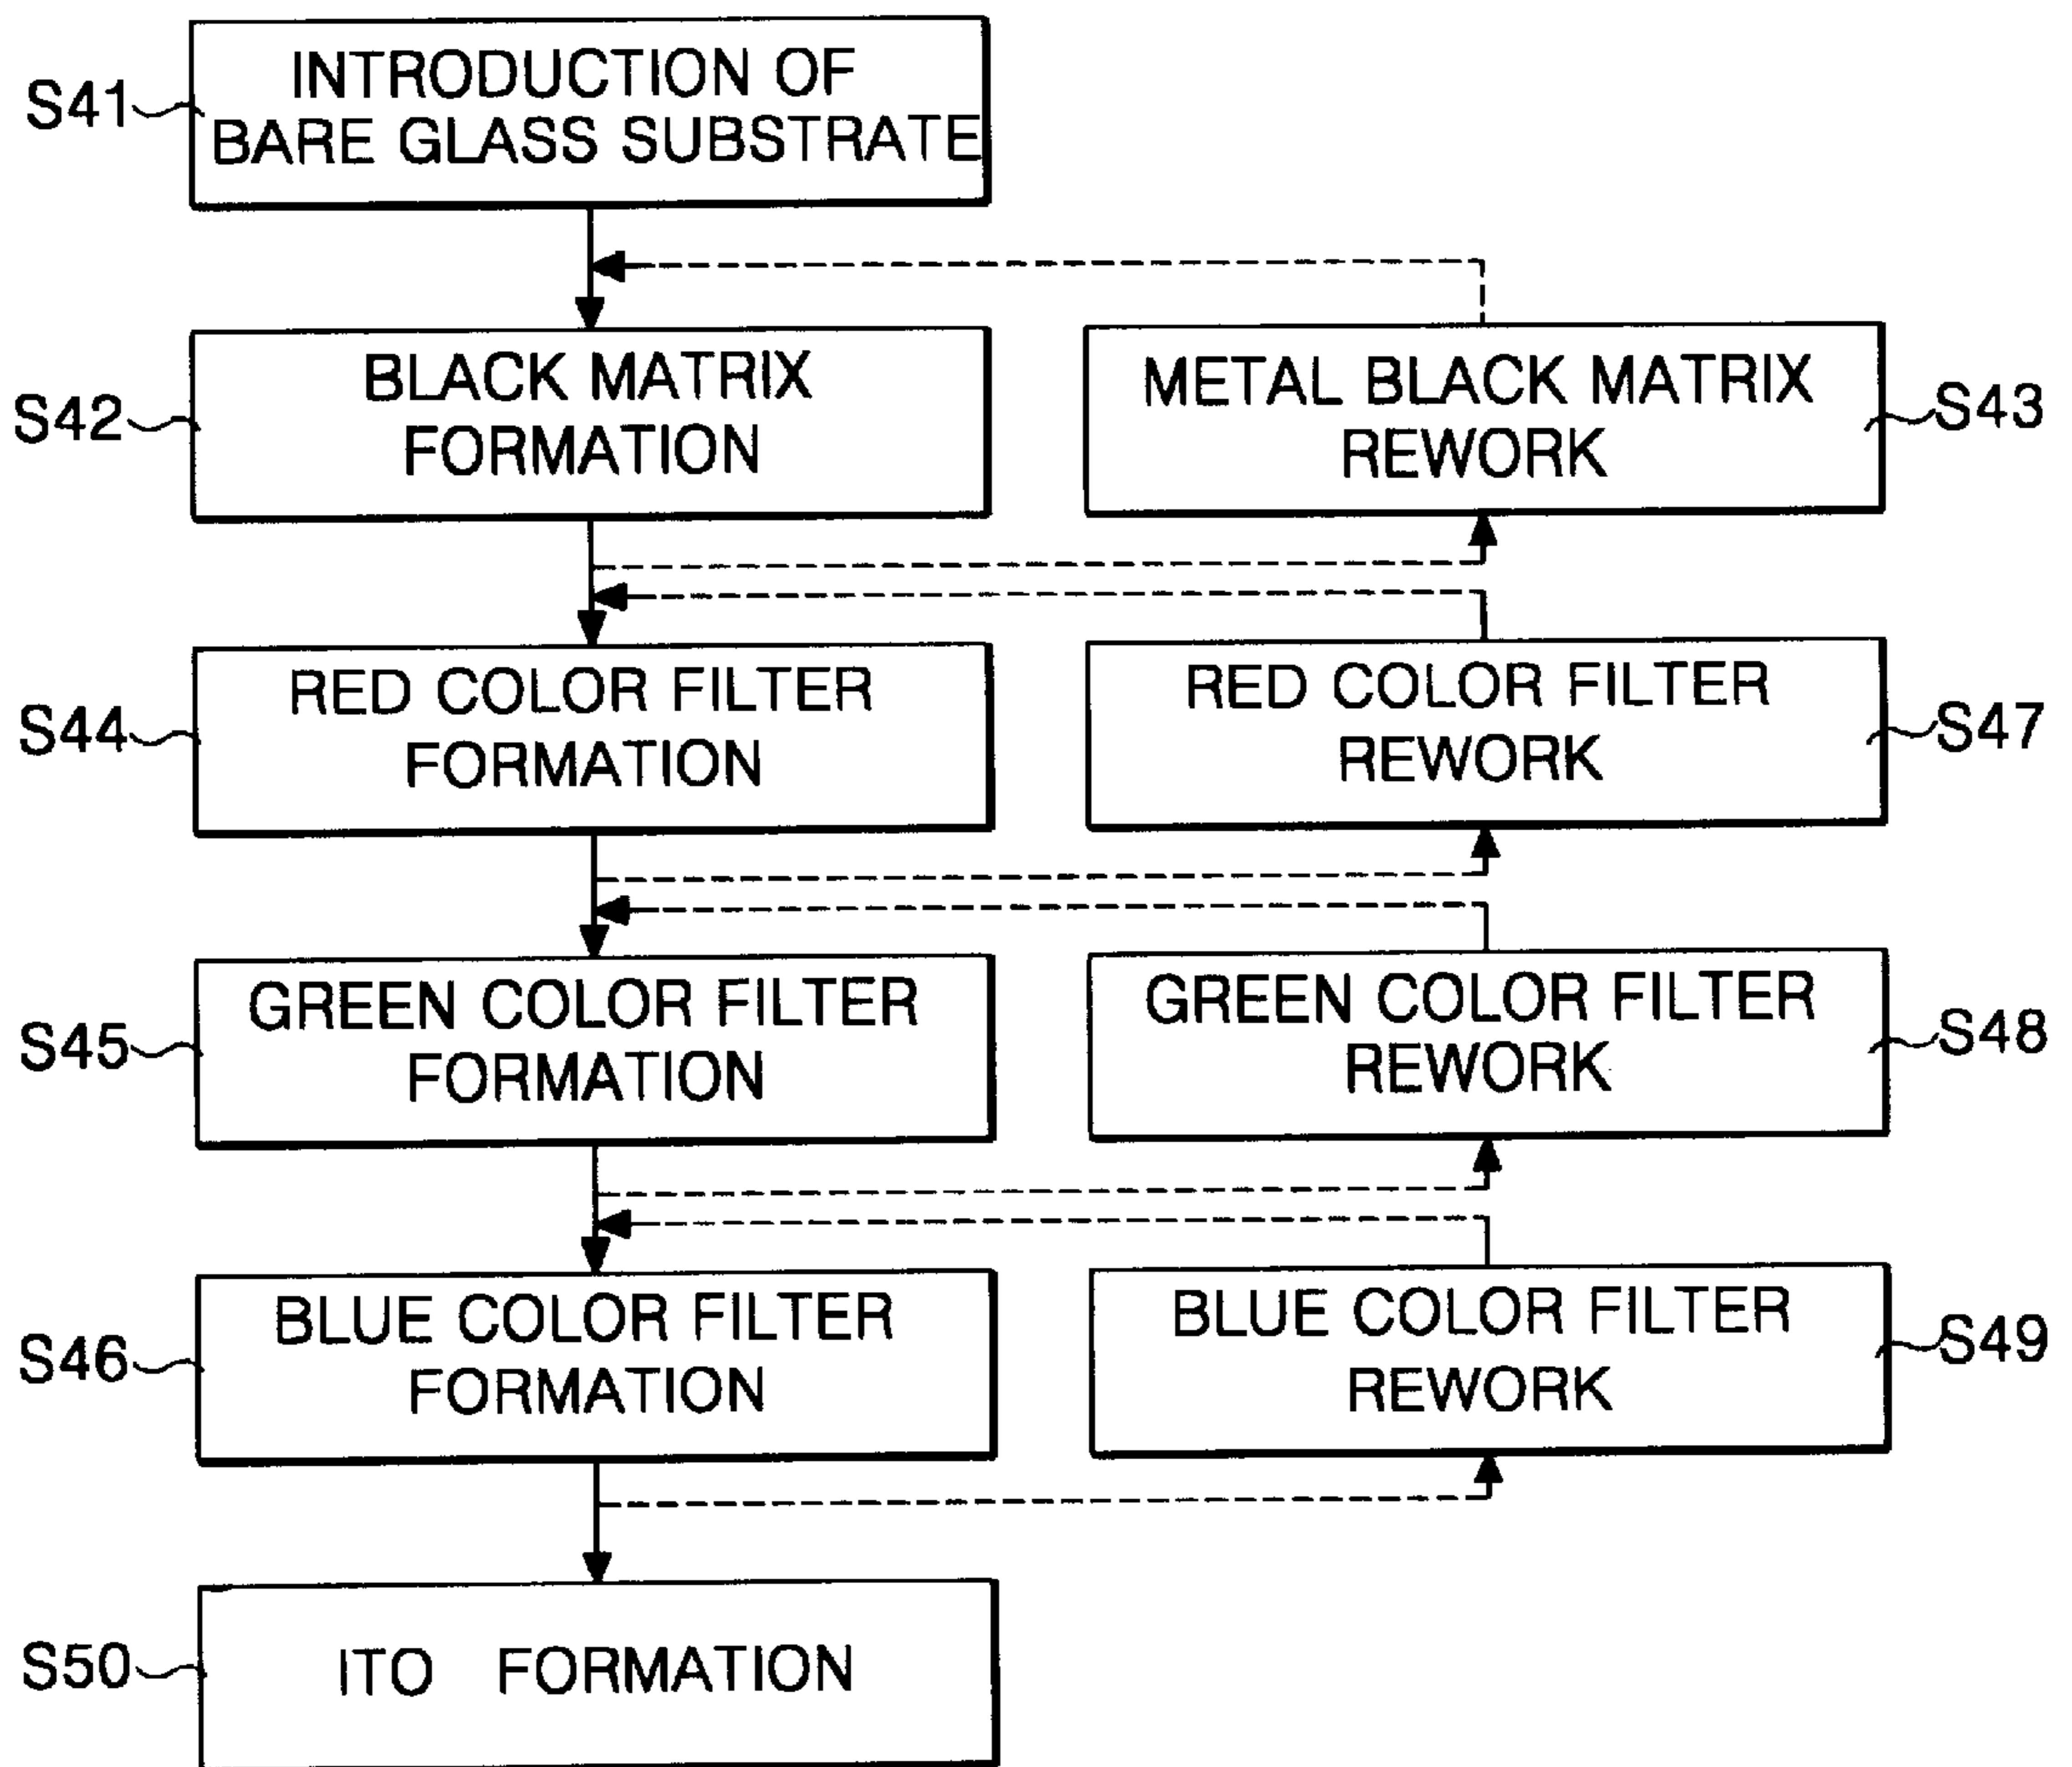 S41
INTRODUCTION OF
BARE GLASS SUBSTRATE
S42
BLACK MATRIX
FORMATION
METAL BLACK MATRIX
REWORK
S43
S44
RED COLOR FILTER
FORMATION
RED COLOR FILTER
REWORK
S47
S45
GREEN COLOR FILTER
FORMATION
GREEN COLOR FILTER
REWORK
S48
S46
BLUE COLOR FILTER
FORMATION
BLUE COLOR FILTER
REWORK
S49
S50
ITO FORMATION